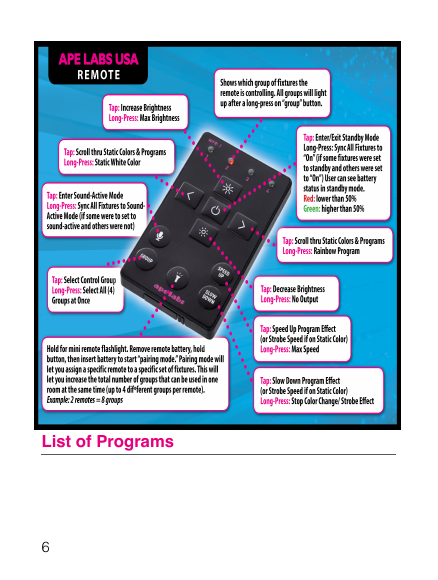 APE LABS USA
REMOTE
Shows which group of fixtures the
remote is controlling. All groups will light
up after a long-press on “group” button.
Tap: Increase Brightness
Long-Press: Max Brightness
Tap: Enter/Exit Standby Mode
Long-Press: Sync All Fixtures to
“On” (if some fixtures were set
to standby and others were set
to “On”) User can see battery
status in standby mode.
Red: lower than 50%
Green: higher than 50%
Tap: Scroll thru Static Colors & Programs
Long-Press: Static White Color
Tap: Enter Sound-Active Mode
Long-Press: Sync All Fixtures to Sound-
Active Mode (if some were to set to
sound-active and others were not)
Tap: Scroll thru Static Colors & Programs
Long-Press: Rainbow Program
GROUP
SPEED
UP
SLOW
DOWN
ape labs
Tap: Select Control Group
Long-Press: Select All (4)
Groups at Once
Tap: Decrease Brightness
Long-Press: No Output
Tap: Speed Up Program Effect
(or Strobe Speed if on Static Color)
Long-Press: Max Speed
Hold for mini remote flashlight. Remove remote battery, hold
button, then insert battery to start “pairing mode.” Pairing mode will
let you assign a specific remote to a specific set of fixtures. This will
let you increase the total number of groups that can be used in one
room at the same time (up to 4 dif*ferent groups per remote).
Example: 2 remotes = 8 groups
Tap: Slow Down Program Effect
(or Strobe Speed if on Static Color)
Long-Press: Stop Color Change/ Strobe Effect
List of Programs
6